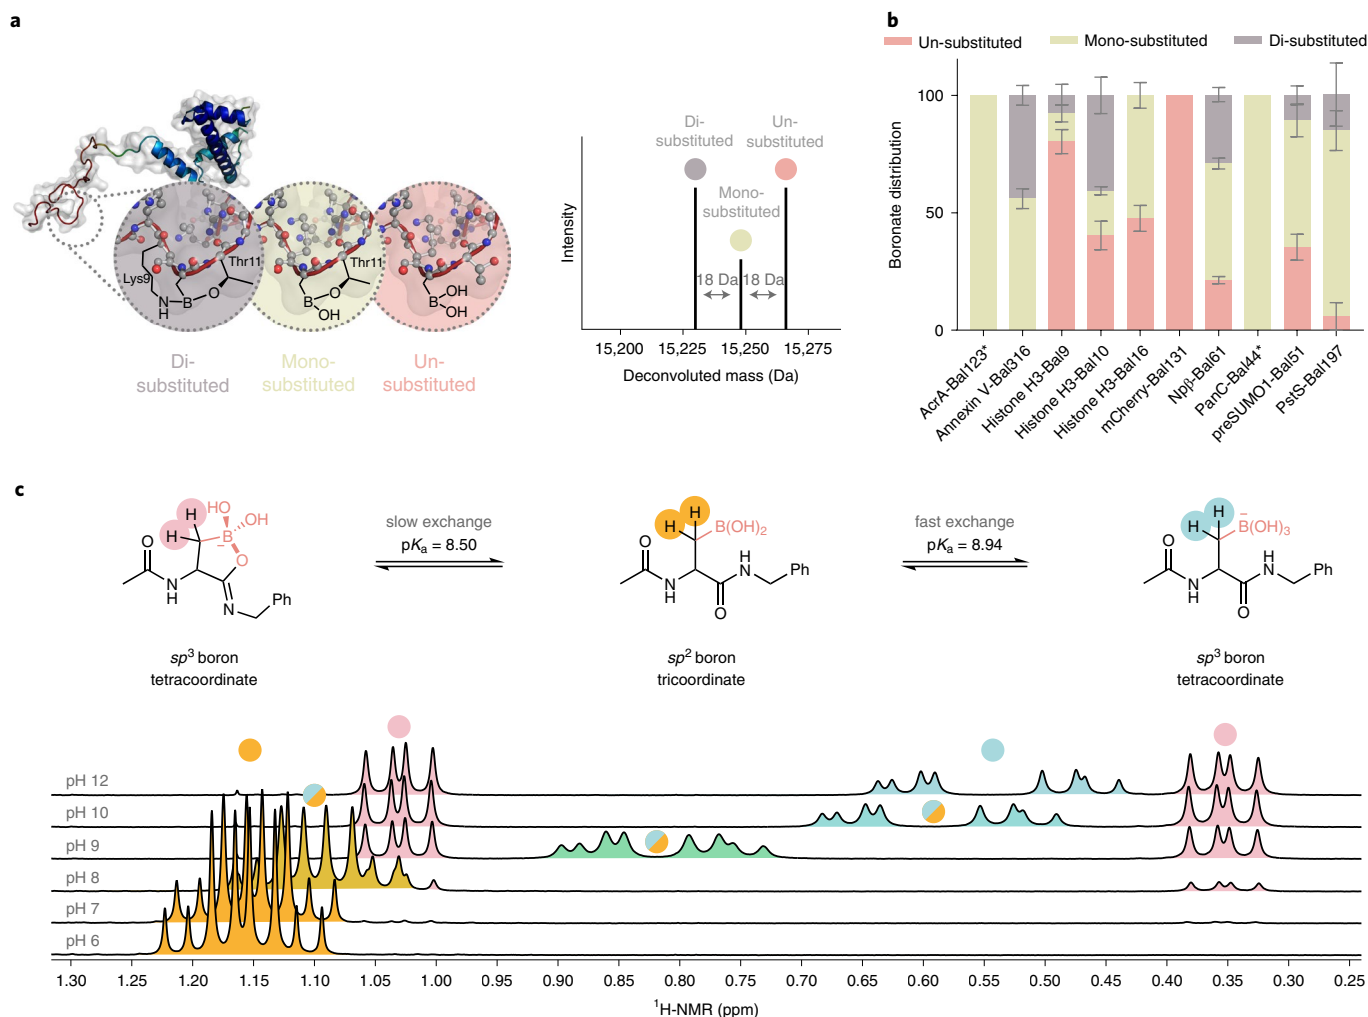 a
Di-
substituted
Un-
substituted
Mono-
substituted
18 Da
18 Da
Intensity
15,200
15,225
15,250
15,275
Deconvoluted mass (Da)
Lys9
Thr11
Thr11
N
H
B
O
B
O
OH
B
OH
OH
Di-
substituted
Mono-
substituted
Un-
substituted
b
Un-substituted
Mono-substituted
Di-substituted
Boronate distribution
100
50
0
AcrA-Bal123*
Annexin V-Bal316
Histone H3-Bal9
Histone H3-Bal10
Histone H3-Bal16
mCherry-Bal131
Npβ-Bal61
PanC-Bal44*
preSUMO1-Bal51
PstS-Bal197
c
HO
H
OH
H
B
−
O
O
N
H
N
Ph
sp³ boron
tetracoordinate
slow exchange
pKa = 8.50
H
H
B(OH)₂
O
H
N
Ph
N
H
O
sp² boron
tricoordinate
fast exchange
pKa = 8.94
H
−
H
B(OH)₃
O
H
N
Ph
N
H
O
sp³ boron
tetracoordinate
pH 12
pH 10
pH 9
pH 8
pH 7
pH 6
1.30
1.25
1.20
1.15
1.10
1.05
1.00
0.95
0.90
0.85
0.80
0.75
0.70
0.65
0.60
0.55
0.50
0.45
0.40
0.35
0.30
0.25
¹H-NMR (ppm)